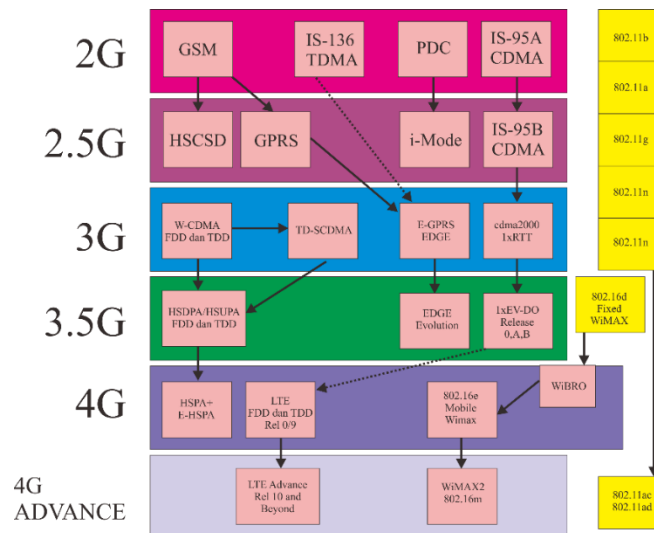 2G
GSM
IS-136
TDMA
PDC
IS-95A
CDMA
802.11b
802.11a
2.5G
HSCSD
GPRS
i-Mode
IS-95B
CDMA
802.11g
802.11n
3G
W-CDMA
FDD dan TDD
TD-SCDMA
E-GPRS
EDGE
cdma2000
1xRTT
802.11n
3.5G
HSDPA/HSUPA
FDD dan TDD
EDGE
Evolution
1xEV-DO
Release
0,A,B
802.16d
Fixed
WiMAX
4G
HSPA+
E-HSPA
LTE
FDD dan TDD
Rel 0/9
802.16e
Mobile
Wimax
WiBRO
4G
ADVANCE
LTE Advance
Rel 10 and
Beyond
WiMAX2
802.16m
802.11ac
802.11ad